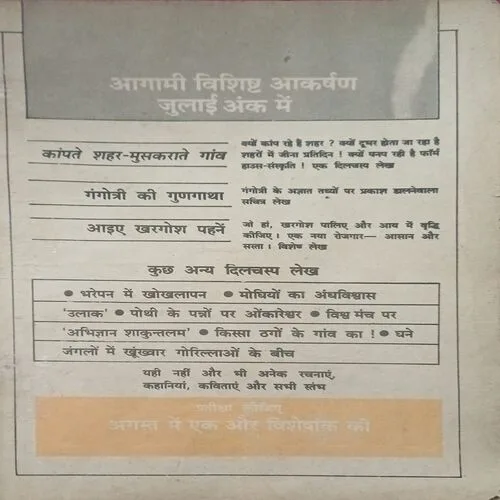 आगामी विशिष्ट आकर्षण
जुलाई अंक में
कांपते शहर-मुसकराते गांव
क्यों कांप रहे हैं शहर ? क्यों दूभर होता जा रहा है
शहरों में जीना प्रतिदिन ! क्यों पनप रही है फार्म
हाउस-संस्कृति ! एक दिलचस्प लेख
गंगोत्री की गुणगाथा
गंगोत्री के अज्ञात तथ्यों पर प्रकाश डालनेवाला
सचित्र लेख
आइए खरगोश पहनें
जी हां, खरगोश पालिए और आय में वृद्धि
कीजिए । एक नया रोजगार— आसान और
सस्ता । विशेष लेख
कुछ अन्य दिलचस्प लेख
● भरेपन में खोखलापन ● मोघियों का अंधविश्वास
'उलाक' ● पोथी के पन्नों पर ओंकारेश्वर ● विश्व मंच पर
'अभिज्ञान शाकुन्तलम' ● किस्सा ठगों के गांव का ! ● घने
जंगलों में खूंख्वार गोरिल्लाओं के बीच
यही नहीं और भी अनेक रचनाएं,
कहानियां, कविताएं और सभी स्तंभ
प्रतीक्षा कीजिए
अगस्त में एक और विशेषांक की